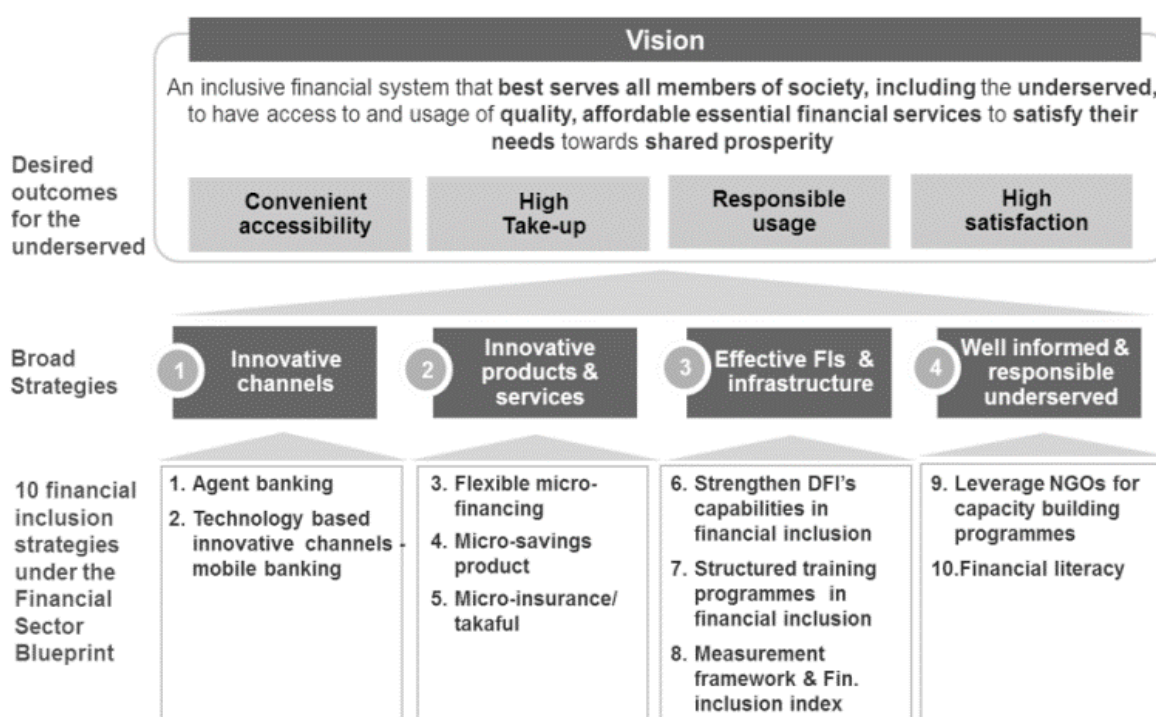 Vision
An inclusive financial system that best serves all members of society, including the underserved,
to have access to and usage of quality, affordable essential financial services to satisfy their
needs towards shared prosperity
Desired
outcomes
for the
underserved
Convenient
accessibility
High
Take-up
Responsible
usage
High
satisfaction
Broad
Strategies
1
Innovative
channels
2
Innovative
products &
services
3
Effective FIs &
infrastructure
4
Well informed &
responsible
underserved
10 financial
inclusion
strategies
under the
Financial
Sector
Blueprint
1. Agent banking
2. Technology based
innovative channels -
mobile banking
3. Flexible micro-
financing
4. Micro-savings
product
5. Micro-insurance/
takaful
6. Strengthen DFI's
capabilities in
financial inclusion
7. Structured training
programmes in
financial inclusion
8. Measurement
framework & Fin.
inclusion index
9. Leverage NGOs for
capacity building
programmes
10.Financial literacy